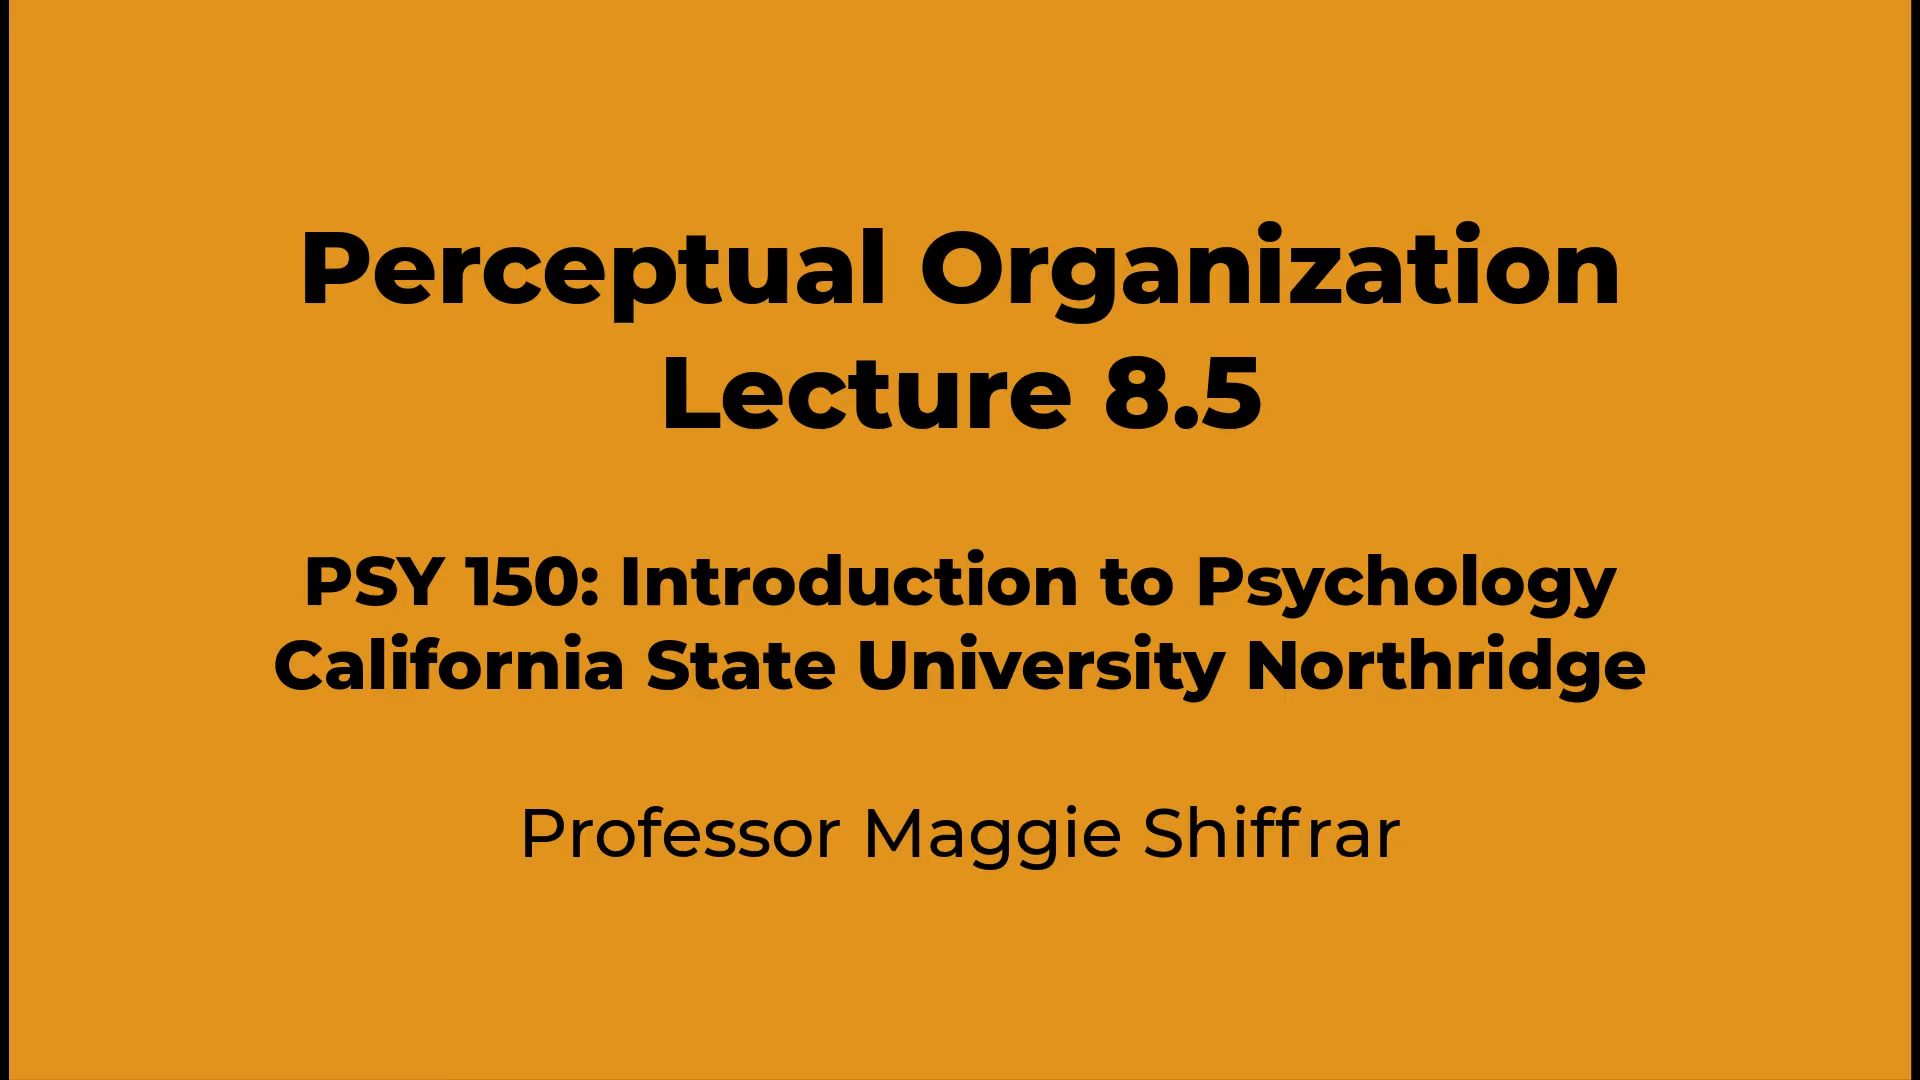 Perceptual Organization
Lecture 8.5
PSY 150: Introduction to Psychology
California State University Northridge
Professor Maggie Shiffrar